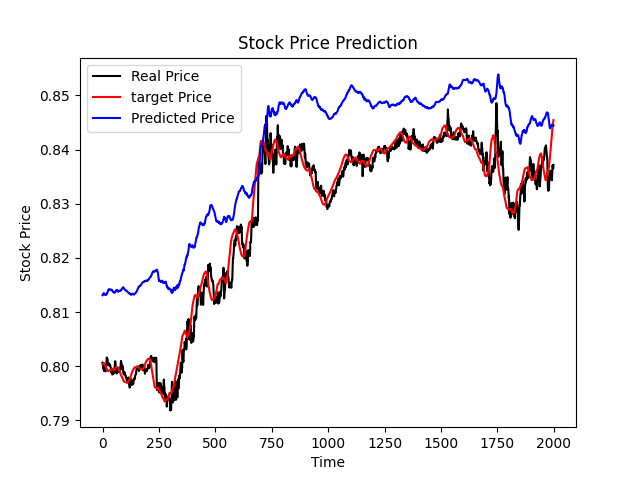 Stock Price Prediction
Real Price
target Price
Predicted Price
0.85
0.84
0.83
0.82
0.81
0.80
0.79
Stock Price
0
250
500
750
1000
1250
1500
1750
2000
Time